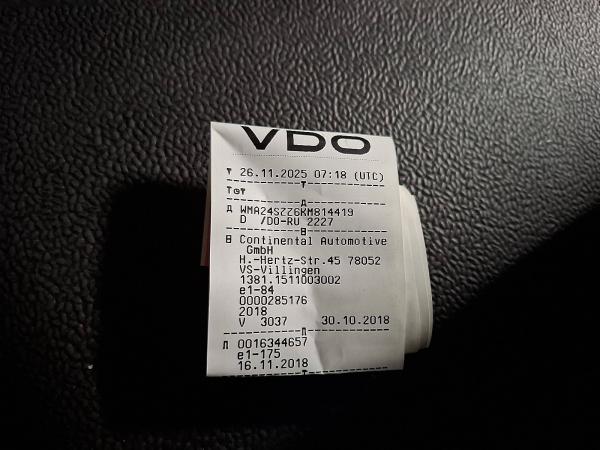 VDO
▼ 26.11.2025 07:18 (UTC)
WMA24SZZ6KM814419
D /DO-RU 2227
Continental Automotive
GmbH
H.-Hertz-Str.45 78052
VS-Villingen
1381.1511003002
e1-84
0000285176
2018
V 3037 30.10.2018
0016344657
e1-175
16.11.2018